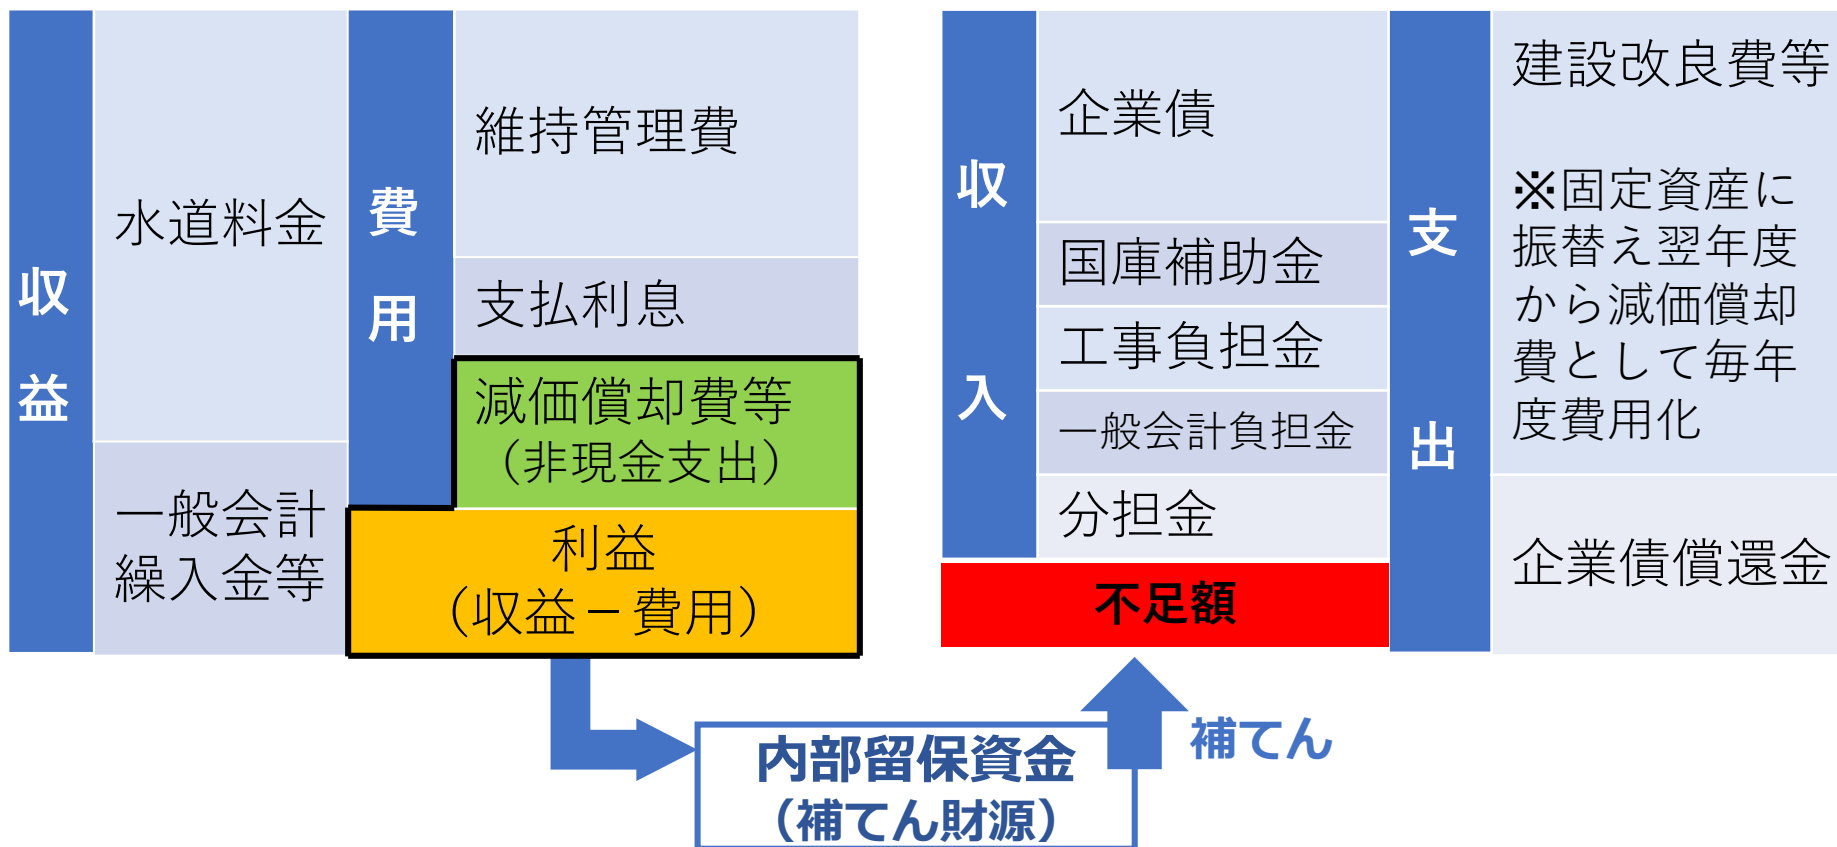 収
益
水道料金
一般会計
繰入金等
費
用
維持管理費
支払利息
減価償却費等
（非現金支出）
利益
（収益－費用）
収
入
企業債
国庫補助金
工事負担金
一般会計負担金
分担金
不足額
支
出
建設改良費等
※固定資産に
振替え翌年度
から減価償却
費として毎年
度費用化
企業債償還金
内部留保資金
（補てん財源）
補てん